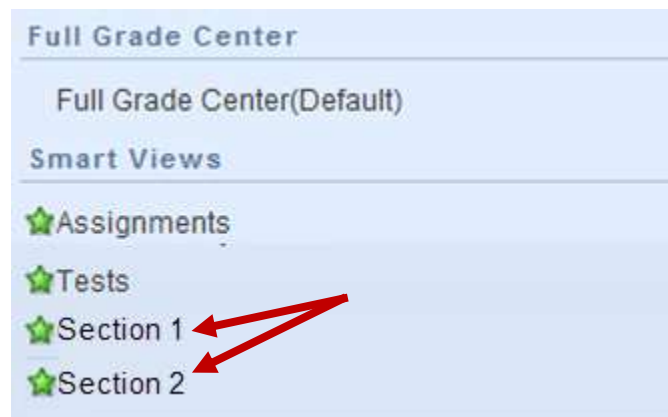 Full Grade Center
Full Grade Center(Default)
Smart Views
Assignments
Tests
Section 1
Section 2